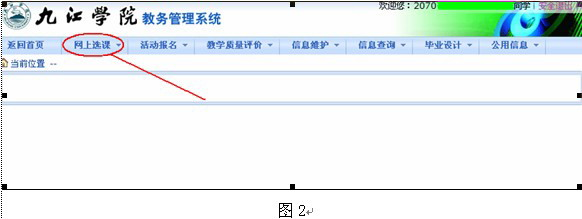 欢迎您：2070 同学 | 安全退出
九江学院 教务管理系统
返回首页 网上选课 活动报名 教学质量评价 信息维护 信息查询 毕业设计 公用信息
当前位置 --
图 2